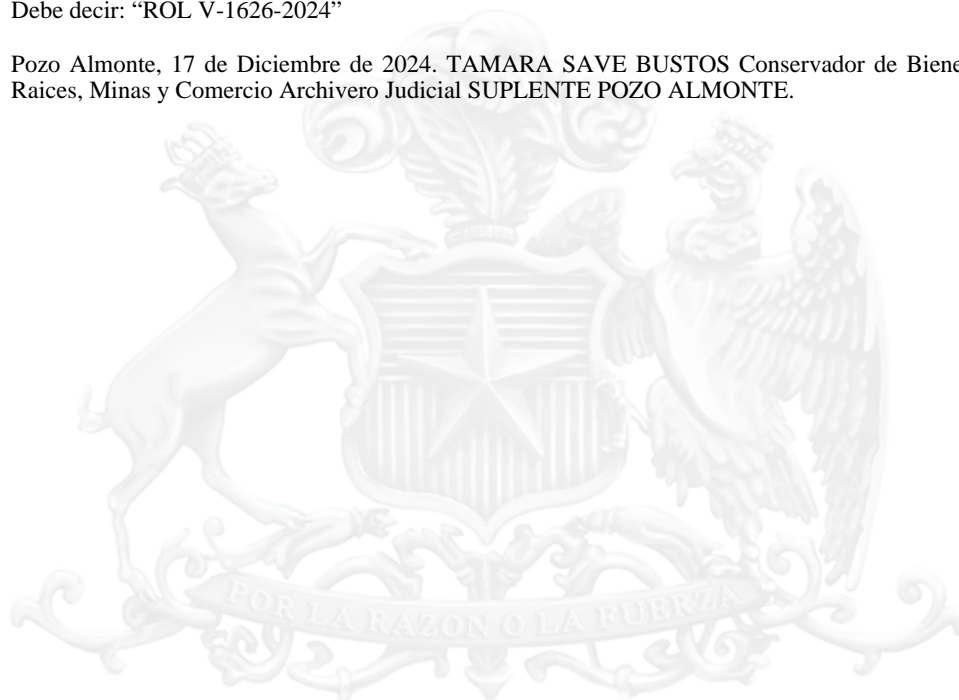 Debe decir: “ROL V-1626-2024”
Pozo Almonte, 17 de Diciembre de 2024. TAMARA SAVE BUSTOS Conservador de Biene
Raices, Minas y Comercio Archivero Judicial SUPLENTE POZO ALMONTE.
POR LA RAZON O LA FUERZA